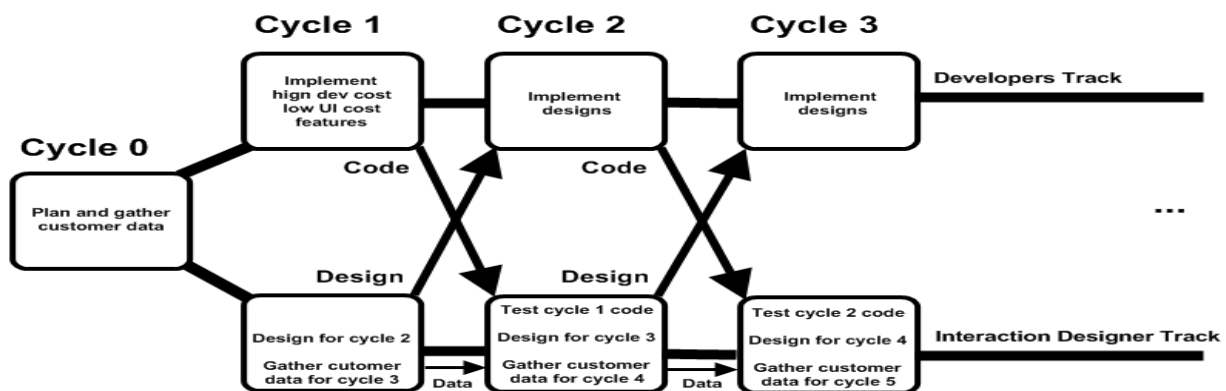 Cycle 1
Cycle 2
Cycle 3
Implement
hign dev cost
low UI cost
features
Implement
designs
Implement
designs
Developers Track
Cycle 0
Code
Code
Plan and gather
customer data
...
Design
Design
Design for cycle 2
Gather cutomer
data for cycle 3
Data
Test cycle 1 code
Design for cycle 3
Gather customer
data for cycle 4
Data
Test cycle 2 code
Design for cycle 4
Gather customer
data for cycle 5
Interaction Designer Track